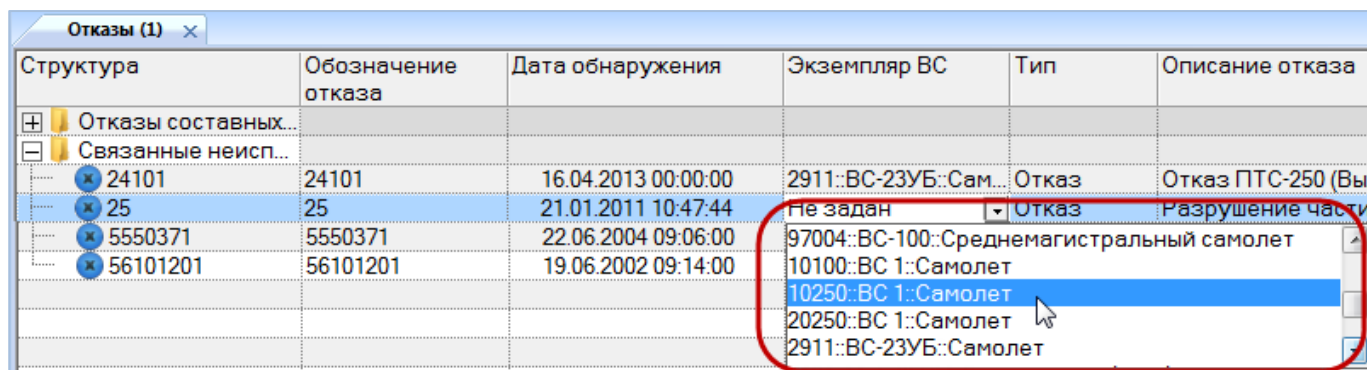 Отказы (1)
Структура Обозначение отказа Дата обнаружения Экземпляр ВС Тип Описание отказа
Отказы составных...
Связанные неисп...
24101 24101 16.04.2013 00:00:00 2911::ВС-23УБ::Сам... Отказ Отказ ПТС-250 (Вы
25 25 21.01.2011 10:47:44 Не задан Отказ Разрушение части
5550371 5550371 22.06.2004 09:06:00
56101201 56101201 19.06.2002 09:14:00
97004::ВС-100::Среднемагистральный самолет
10100::ВС 1::Самолет
10250::ВС 1::Самолет
20250::ВС 1::Самолет
2911::ВС-23УБ::Самолет